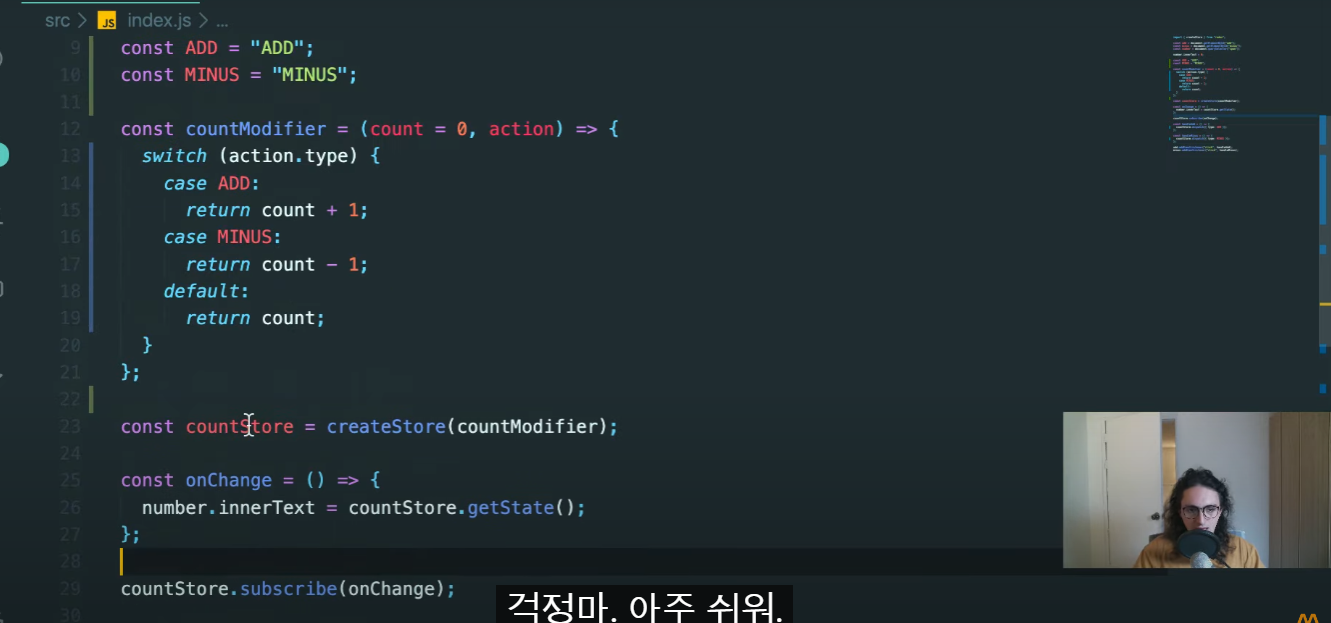 src > JS index.js > ...
9 const ADD = "ADD";
10 const MINUS = "MINUS";
11
12 const countModifier = (count = 0, action) => {
13 switch (action.type) {
14 case ADD:
15 return count + 1;
16 case MINUS:
17 return count - 1;
18 default:
19 return count;
20 }
21 };
22
23 const countStore = createStore(countModifier);
24
25 const onChange = () => {
26 number.innerText = countStore.getState();
27 };
28
29 countStore.subscribe(onChange);
30
걱정마. 아주 쉬워.